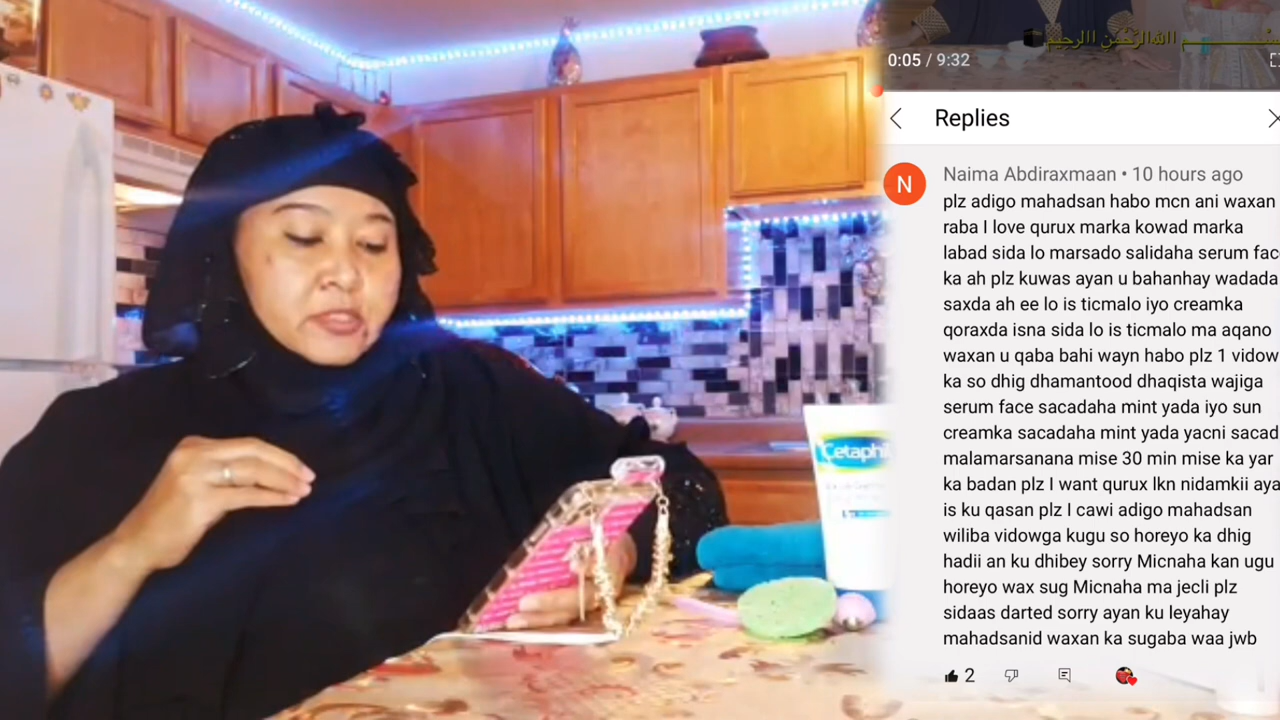 0:05 / 9:32
Replies
N
Naima Abdiraxmaan • 10 hours ago
plz adigo mahadsan habo mcn ani waxan
raba I love qurux marka kowad marka
labad sida lo marsado salidaha serum fac
ka ah plz kuwas ayan u bahanhay wadada
saxda ah ee lo is ticmalo iyo creamka
qoraxda isna sida lo is ticmalo ma aqano
waxan u qaba bahi wayn habo plz 1 vidow
ka so dhig dhamantood dhaqista wajiga
serum face sacadaha mint yada iyo sun
creamka sacadaha mint yada yacni sacad
malamarsanana mise 30 min mise ka yar
ka badan plz I want qurux lkn nidamkii aya
is ku qasan plz I cawi adigo mahadsan
wiliba vidowga kugu so horeyo ka dhig
hadii an ku dhibey sorry Micnaha kan ugu
horeyo wax sug Micnaha ma jecli plz
sidaas darted sorry ayan ku leyahay
mahadsanid waxan ka sugaba waa jwb
2
Cetaphil